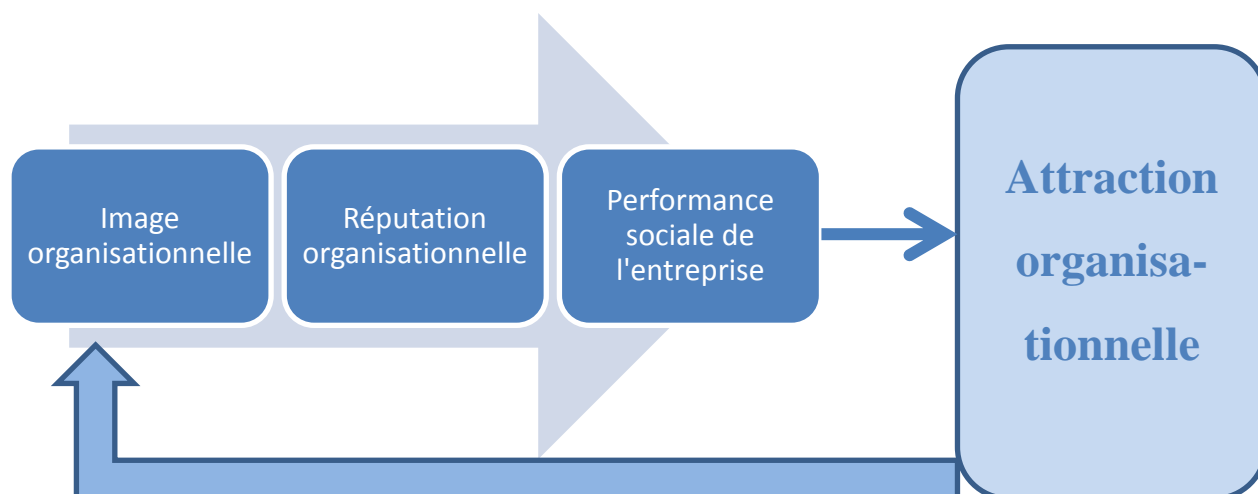 Image
organisationnelle
Réputation
organisationnelle
Performance
sociale de
l'entreprise
Attraction
organisa-
tionnelle